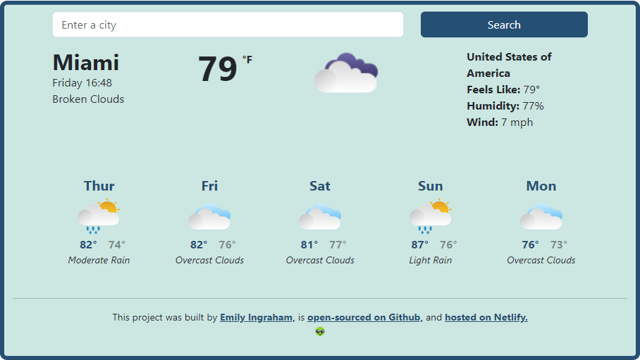 Enter a city
Search
Miami
Friday 16:48
Broken Clouds
79 °F
United States of
America
Feels Like: 79°
Humidity: 77%
Wind: 7 mph
Thur Fri Sat Sun Mon
82° 74° 82° 76° 81° 77° 87° 76° 76° 73°
Moderate Rain Overcast Clouds Overcast Clouds Light Rain Overcast Clouds
This project was built by Emily Ingraham, is open-sourced on Github, and hosted on Netlify.